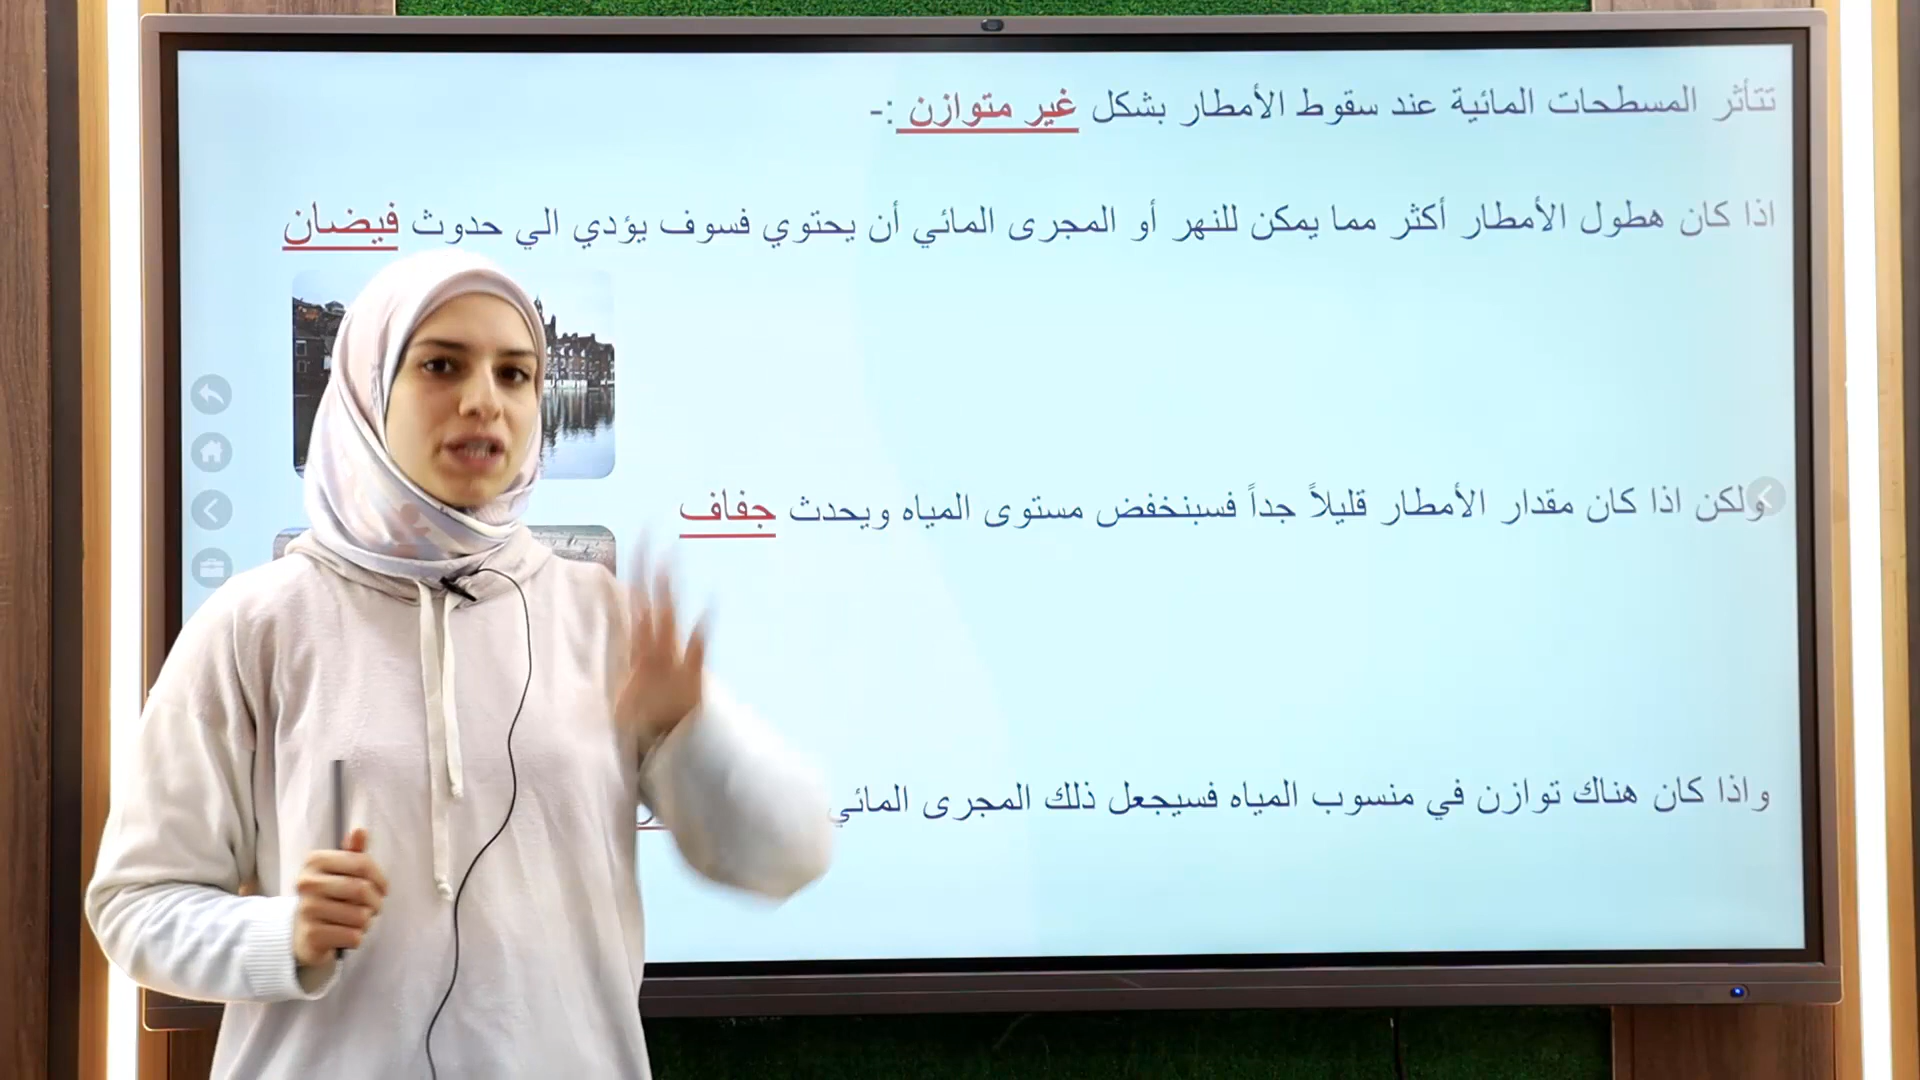 تتأثر المسطحات المائية عند سقوط الأمطار بشكل غير متوازن :-
اذا كان هطول الأمطار أكثر مما يمكن للنهر أو المجرى المائي أن يحتوي فسوف يؤدي الي حدوث فيضان
ولكن اذا كان مقدار الأمطار قليلاً جداً فسبنخفض مستوى المياه ويحدث جفاف
واذا كان هناك توازن في منسوب المياه فسيجعل ذلك المجرى المائي